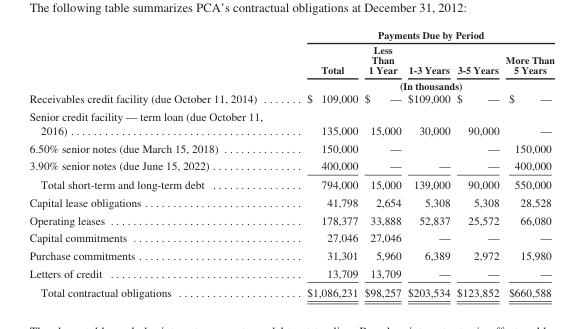 The following table summarizes PCA's contractual obligations at December 31, 2012:
Payments Due by Period
Total Less Than 1 Year 1-3 Years 3-5 Years More Than 5 Years
(In thousands)
Receivables credit facility (due October 11, 2014) ....... $ 109,000 $ — $109,000 $ — $ —
Senior credit facility — term loan (due October 11,
2016) ........................................ 135,000 15,000 30,000 90,000 —
6.50% senior notes (due March 15, 2018) .............. 150,000 — — 150,000
3.90% senior notes (due June 15, 2022) ................ 400,000 — — — 400,000
Total short-term and long-term debt ............... 794,000 15,000 139,000 90,000 550,000
Capital lease obligations ........................... 41,798 2,654 5,308 5,308 28,528
Operating leases .................................. 178,377 33,888 52,837 25,572 66,080
Capital commitments ............................. 27,046 27,046 — — —
Purchase commitments ............................ 31,301 5,960 6,389 2,972 15,980
Letters of credit ................................. 13,709 13,709 — — —
Total contractual obligations ..................... $1,086,231 $98,257 $203,534 $123,852 $660,588